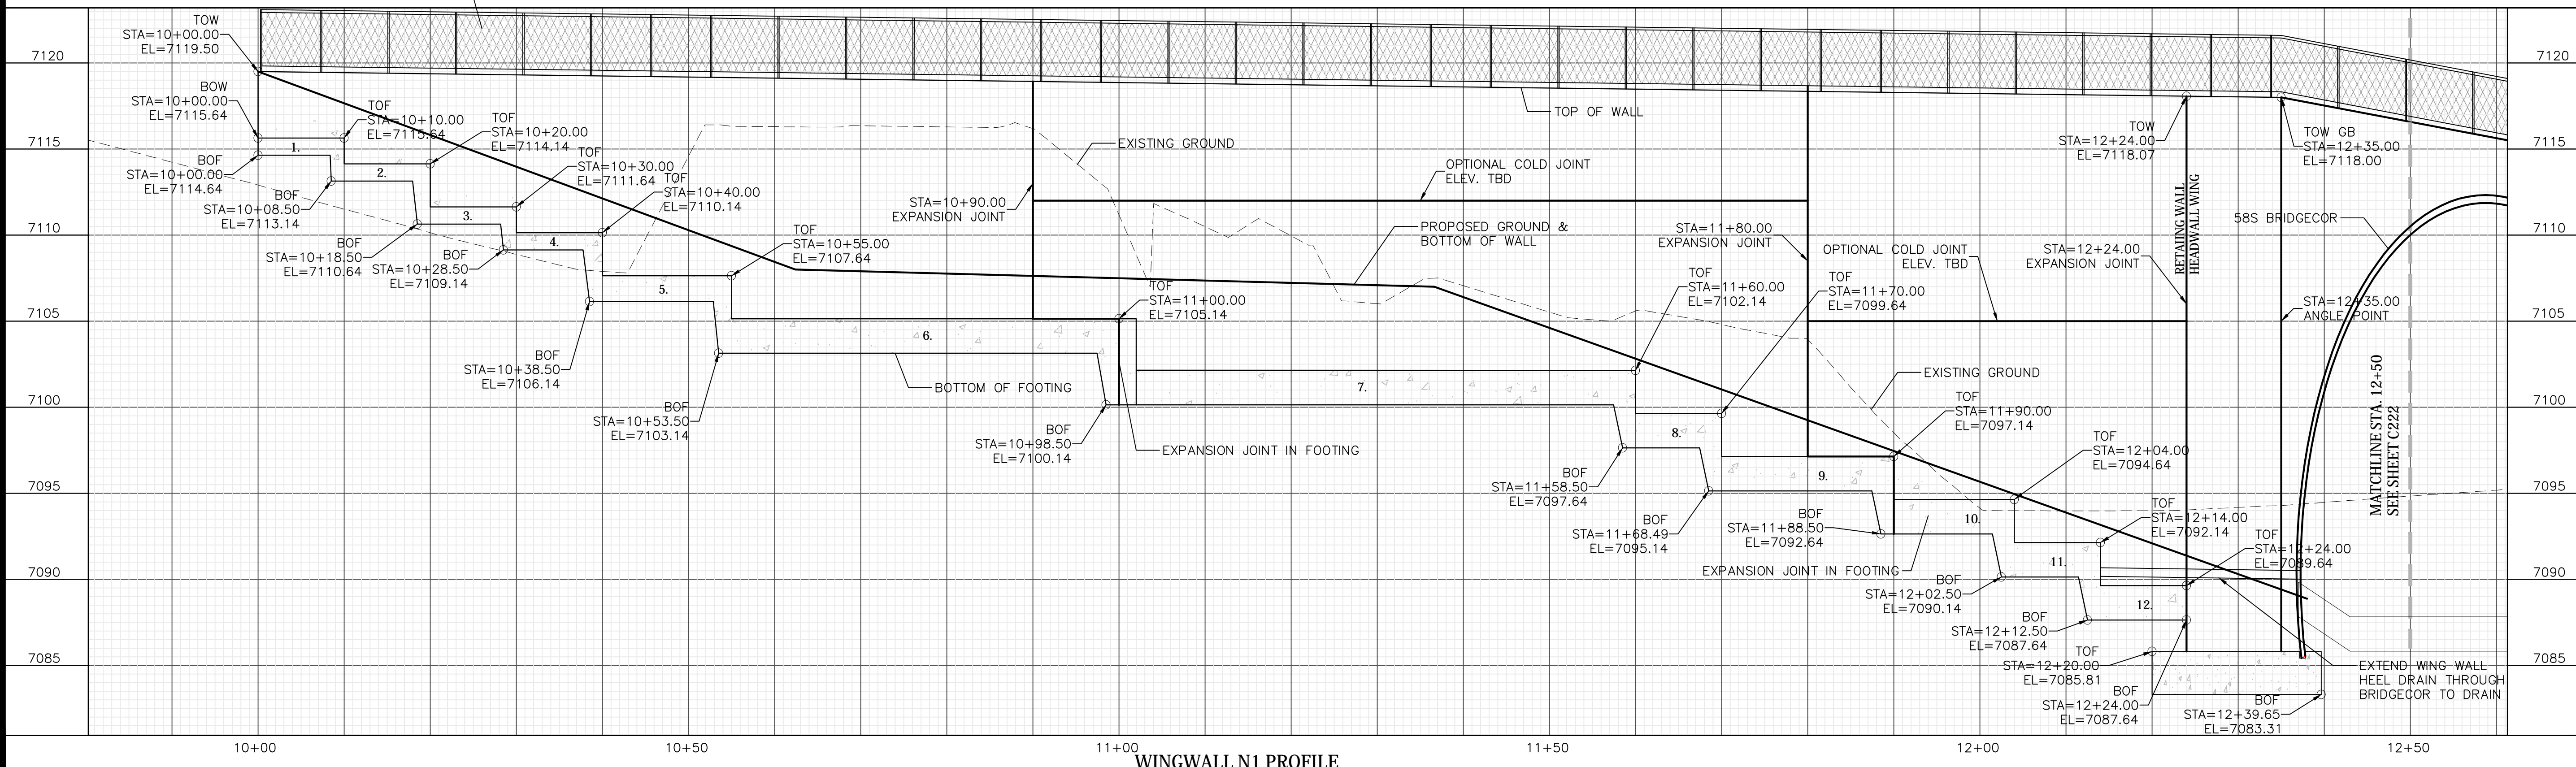 TOW
STA=10+00.00
EL=7119.50
7120
7120
BOW
STA=10+00.00
EL=7115.64
TOF
STA=10+10.00
EL=7115.64
TOF
STA=10+20.00
EL=7114.14
TOF
STA=10+30.00
EL=7111.64
TOF
STA=10+40.00
EL=7110.14
TOF
STA=10+55.00
EL=7107.64
7115
7115
1.
BOF
STA=10+00.00
EL=7114.64
2.
BOF
STA=10+08.50
EL=7113.14
3.
BOF
STA=10+18.50
EL=7110.64
4.
BOF
STA=10+28.50
EL=7109.14
5.
BOF
STA=10+38.50
EL=7106.14
BOF
STA=10+53.50
EL=7103.14
6.
BOTTOM OF FOOTING
EXISTING GROUND
STA=10+90.00
EXPANSION JOINT
TOP OF WALL
OPTIONAL COLD JOINT
ELEV. TBD
PROPOSED GROUND &
BOTTOM OF WALL
TOF
STA=11+00.00
EL=7105.14
BOF
STA=10+98.50
EL=7100.14
EXPANSION JOINT IN FOOTING
7.
STA=11+80.00
EXPANSION JOINT
TOF
STA=11+60.00
EL=7102.14
TOF
STA=11+70.00
EL=7099.64
OPTIONAL COLD JOINT
ELEV. TBD
8.
BOF
STA=11+58.50
EL=7097.64
9.
BOF
STA=11+68.49
EL=7095.14
EXISTING GROUND
TOF
STA=11+90.00
EL=7097.14
BOF
STA=11+88.50
EL=7092.64
10.
EXPANSION JOINT IN FOOTING
TOF
STA=12+04.00
EL=7094.64
TOF
STA=12+14.00
EL=7092.14
TOF
STA=12+24.00
EL=7089.64
11.
BOF
STA=12+02.50
EL=7090.14
12.
BOF
STA=12+12.50
EL=7087.64
TOF
STA=12+20.00
EL=7085.81
BOF
STA=12+24.00
EL=7087.64
BOF
STA=12+39.65
EL=7083.31
TOW
STA=12+24.00
EL=7118.07
TOW GB
STA=12+35.00
EL=7118.00
RETAIING WALL
HEADWALL WING
STA=12+24.00
EXPANSION JOINT
58S BRIDGECOR
STA=12+35.00
ANGLE POINT
MATCHLINE STA. 12+50
SEE SHEET C222
EXTEND WING WALL
HEEL DRAIN THROUGH
BRIDGECOR TO DRAIN
7110
7110
7105
7105
7100
7100
7095
7095
7090
7090
7085
7085
10+00
10+50
11+00
11+50
12+00
12+50
WINGWALL N1 PROFILE